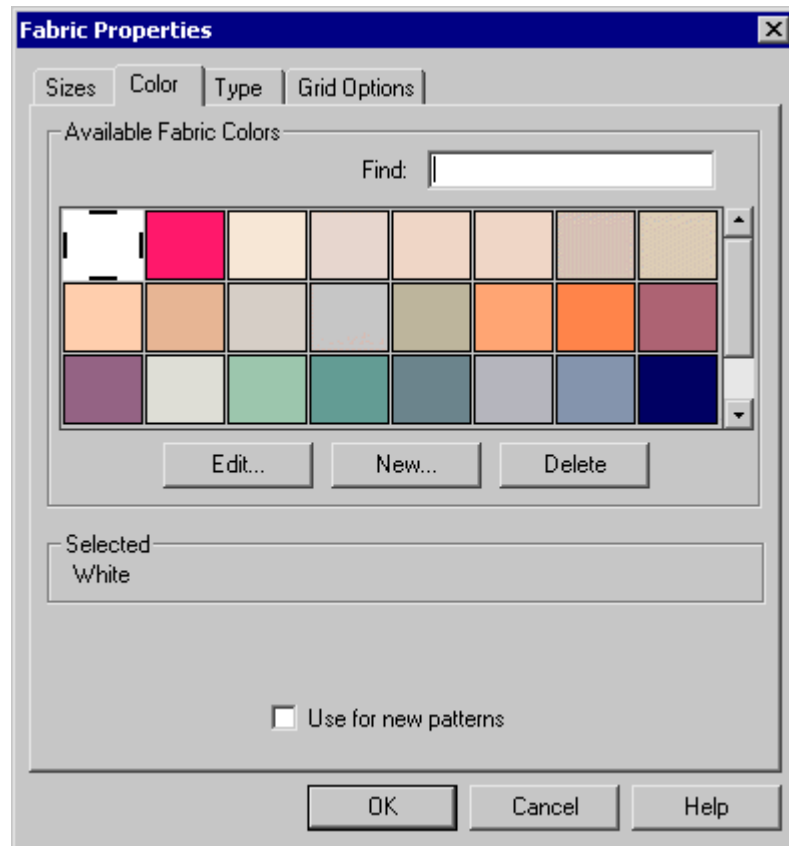 Fabric Properties
Sizes Color Type Grid Options
Available Fabric Colors
Find:
Edit... New... Delete
Selected
White
Use for new patterns
OK Cancel Help